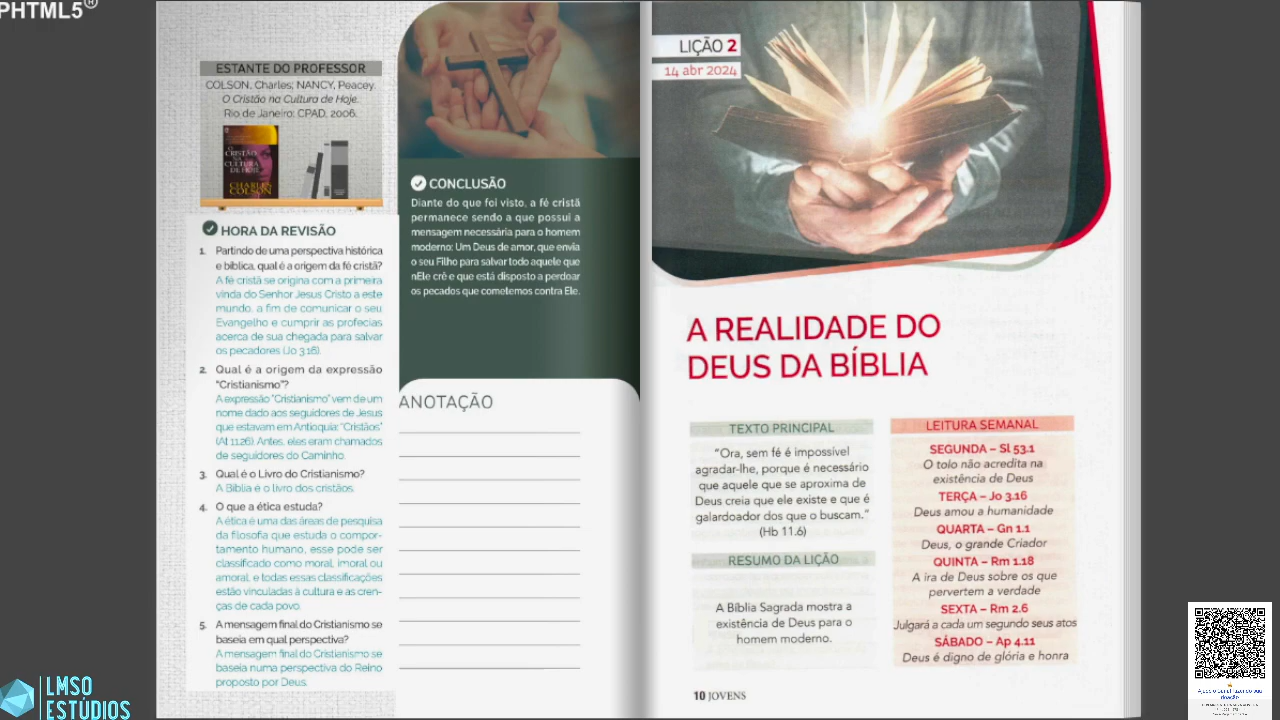 PHTML5®
ESTANTE DO PROFESSOR
COLSON, Charles; NANCY, Peacey.
O Cristão na Cultura de Hoje.
Rio de Janeiro: CPAD, 2006.
O
CRISTÃO
NA
CULTURA
DE HOJE
CHARLES
COLSON
HORA DA REVISÃO
1. Partindo de uma perspectiva histórica
e bíblica, qual é a origem da fé cristã?
A fé cristã se origina com a primeira
vinda do Senhor Jesus Cristo a este
mundo, a fim de comunicar o seu
Evangelho e cumprir as profecias
acerca de sua chegada para salvar
os pecadores (Jo 3.16).
2. Qual é a origem da expressão
"Cristianismo"?
A expressão "Cristianismo" vem de um
nome dado aos seguidores de Jesus
que estavam em Antioquia: "Cristãos"
(At 11.26). Antes, eles eram chamados
de seguidores do Caminho.
3. Qual é o Livro do Cristianismo?
A Bíblia é o livro dos cristãos.
4. O que a ética estuda?
A ética é uma das áreas de pesquisa
da filosofia que estuda o compor-
tamento humano, esse pode ser
classificado como moral, imoral ou
amoral, e todas essas classificações
estão vinculadas à cultura e as cren-
ças de cada povo.
5. A mensagem final do Cristianismo se
baseia em qual perspectiva?
A mensagem final do Cristianismo se
baseia numa perspectiva do Reino
proposto por Deus.
CONCLUSÃO
Diante do que foi visto, a fé cristã
permanece sendo a que possui a
mensagem necessária para o homem
moderno: Um Deus de amor, que envia
o seu Filho para salvar todo aquele que
nEle crê e que está disposto a perdoar
os pecados que cometemos contra Ele.
ANOTAÇÃO
LIÇÃO 2
14 abr 2024
A REALIDADE DO
DEUS DA BÍBLIA
TEXTO PRINCIPAL
"Ora, sem fé é impossível
agradar-lhe, porque é necessário
que aquele que se aproxima de
Deus creia que ele existe e que é
galardoador dos que o buscam."
(Hb 11.6)
RESUMO DA LIÇÃO
A Bíblia Sagrada mostra a
existência de Deus para o
homem moderno.
LEITURA SEMANAL
SEGUNDA – Sl 53.1
O tolo não acredita na
existência de Deus
TERÇA – Jo 3.16
Deus amou a humanidade
QUARTA – Gn 1.1
Deus, o grande Criador
QUINTA – Rm 1.18
A ira de Deus sobre os que
pervertem a verdade
SEXTA – Rm 2.6
Julgará a cada um segundo seus atos
SÁBADO – Ap 4.11
Deus é digno de glória e honra
10 JOVENS
LMSO
ESTÚDIOS